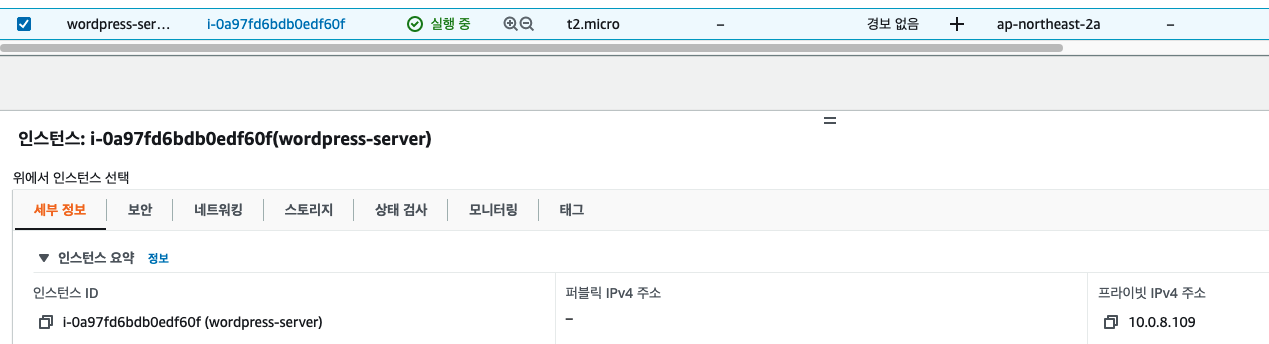 wordpress-ser... i-0a97fd6bdb0edf60f 실행 중 t2.micro – 경보 없음 + ap-northeast-2a –
인스턴스: i-0a97fd6bdb0edf60f(wordpress-server)
위에서 인스턴스 선택
세부 정보 보안 네트워킹 스토리지 상태 검사 모니터링 태그
▼ 인스턴스 요약 정보
인스턴스 ID 퍼블릭 IPv4 주소 프라이빗 IPv4 주소
i-0a97fd6bdb0edf60f (wordpress-server) – 10.0.8.109